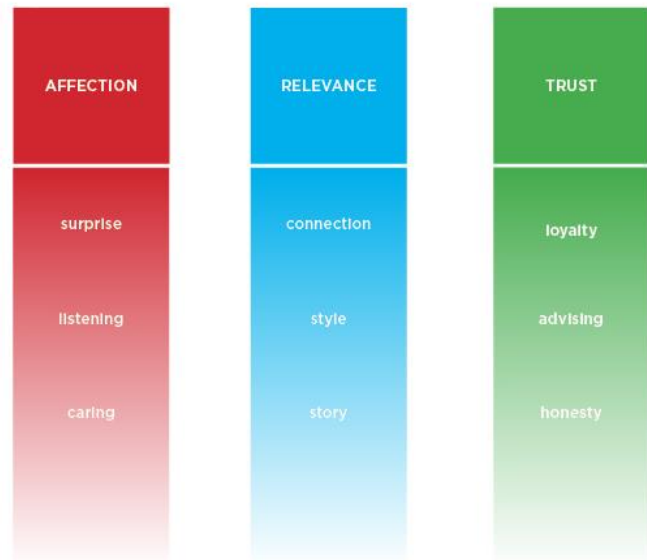 AFFECTION
surprise
listening
caring
RELEVANCE
connection
style
story
TRUST
loyalty
advising
honesty